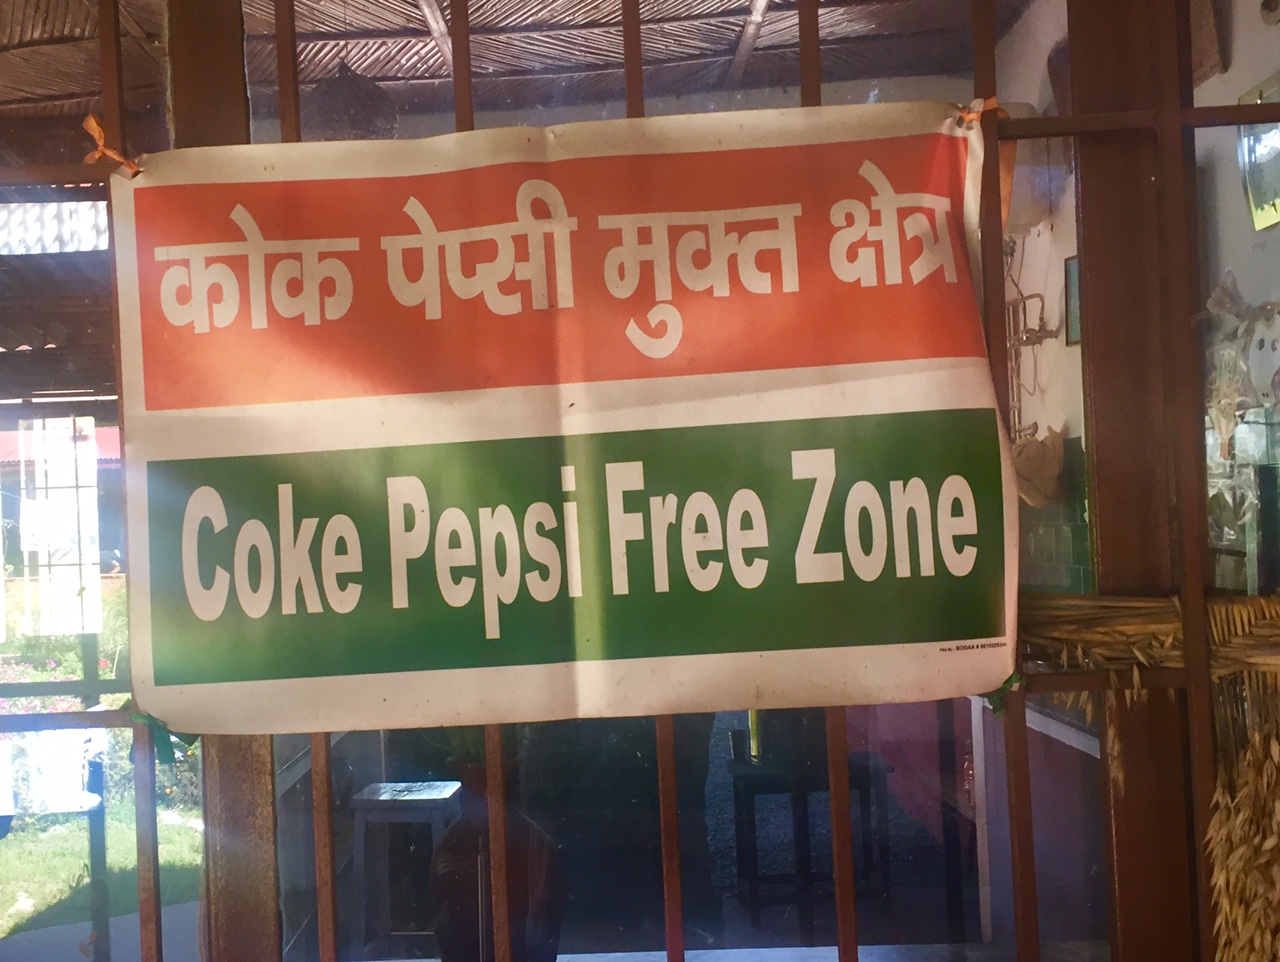 कोक पेप्सी मुक्त क्षेत्र
Coke Pepsi Free Zone